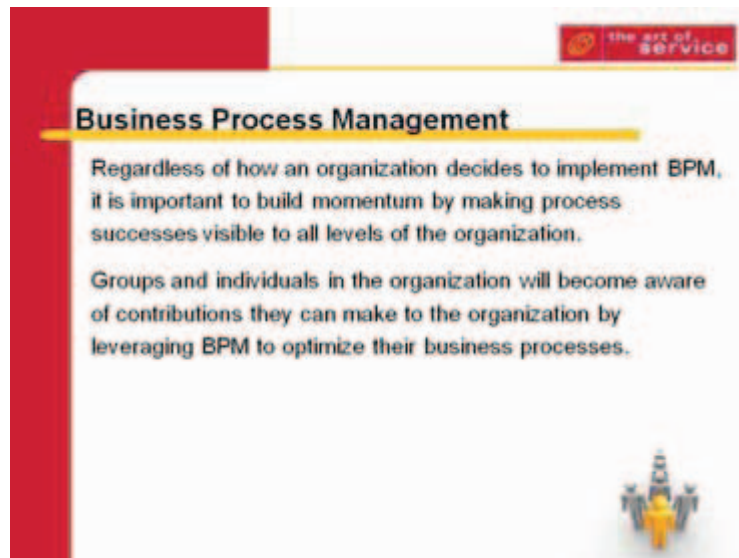 the art of
service
Business Process Management
Regardless of how an organization decides to implement BPM,
it is important to build momentum by making process
successes visible to all levels of the organization.
Groups and individuals in the organization will become aware
of contributions they can make to the organization by
leveraging BPM to optimize their business processes.